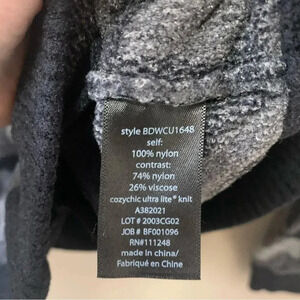 style BDWCU1648
self:
100% nylon
contrast:
74% nylon
26% viscose
cozychic ultra lite® knit
A382021
LOT # 2003CG02
JOB# BF001096
RN#111248
made in china/
Fabriqué en Chine